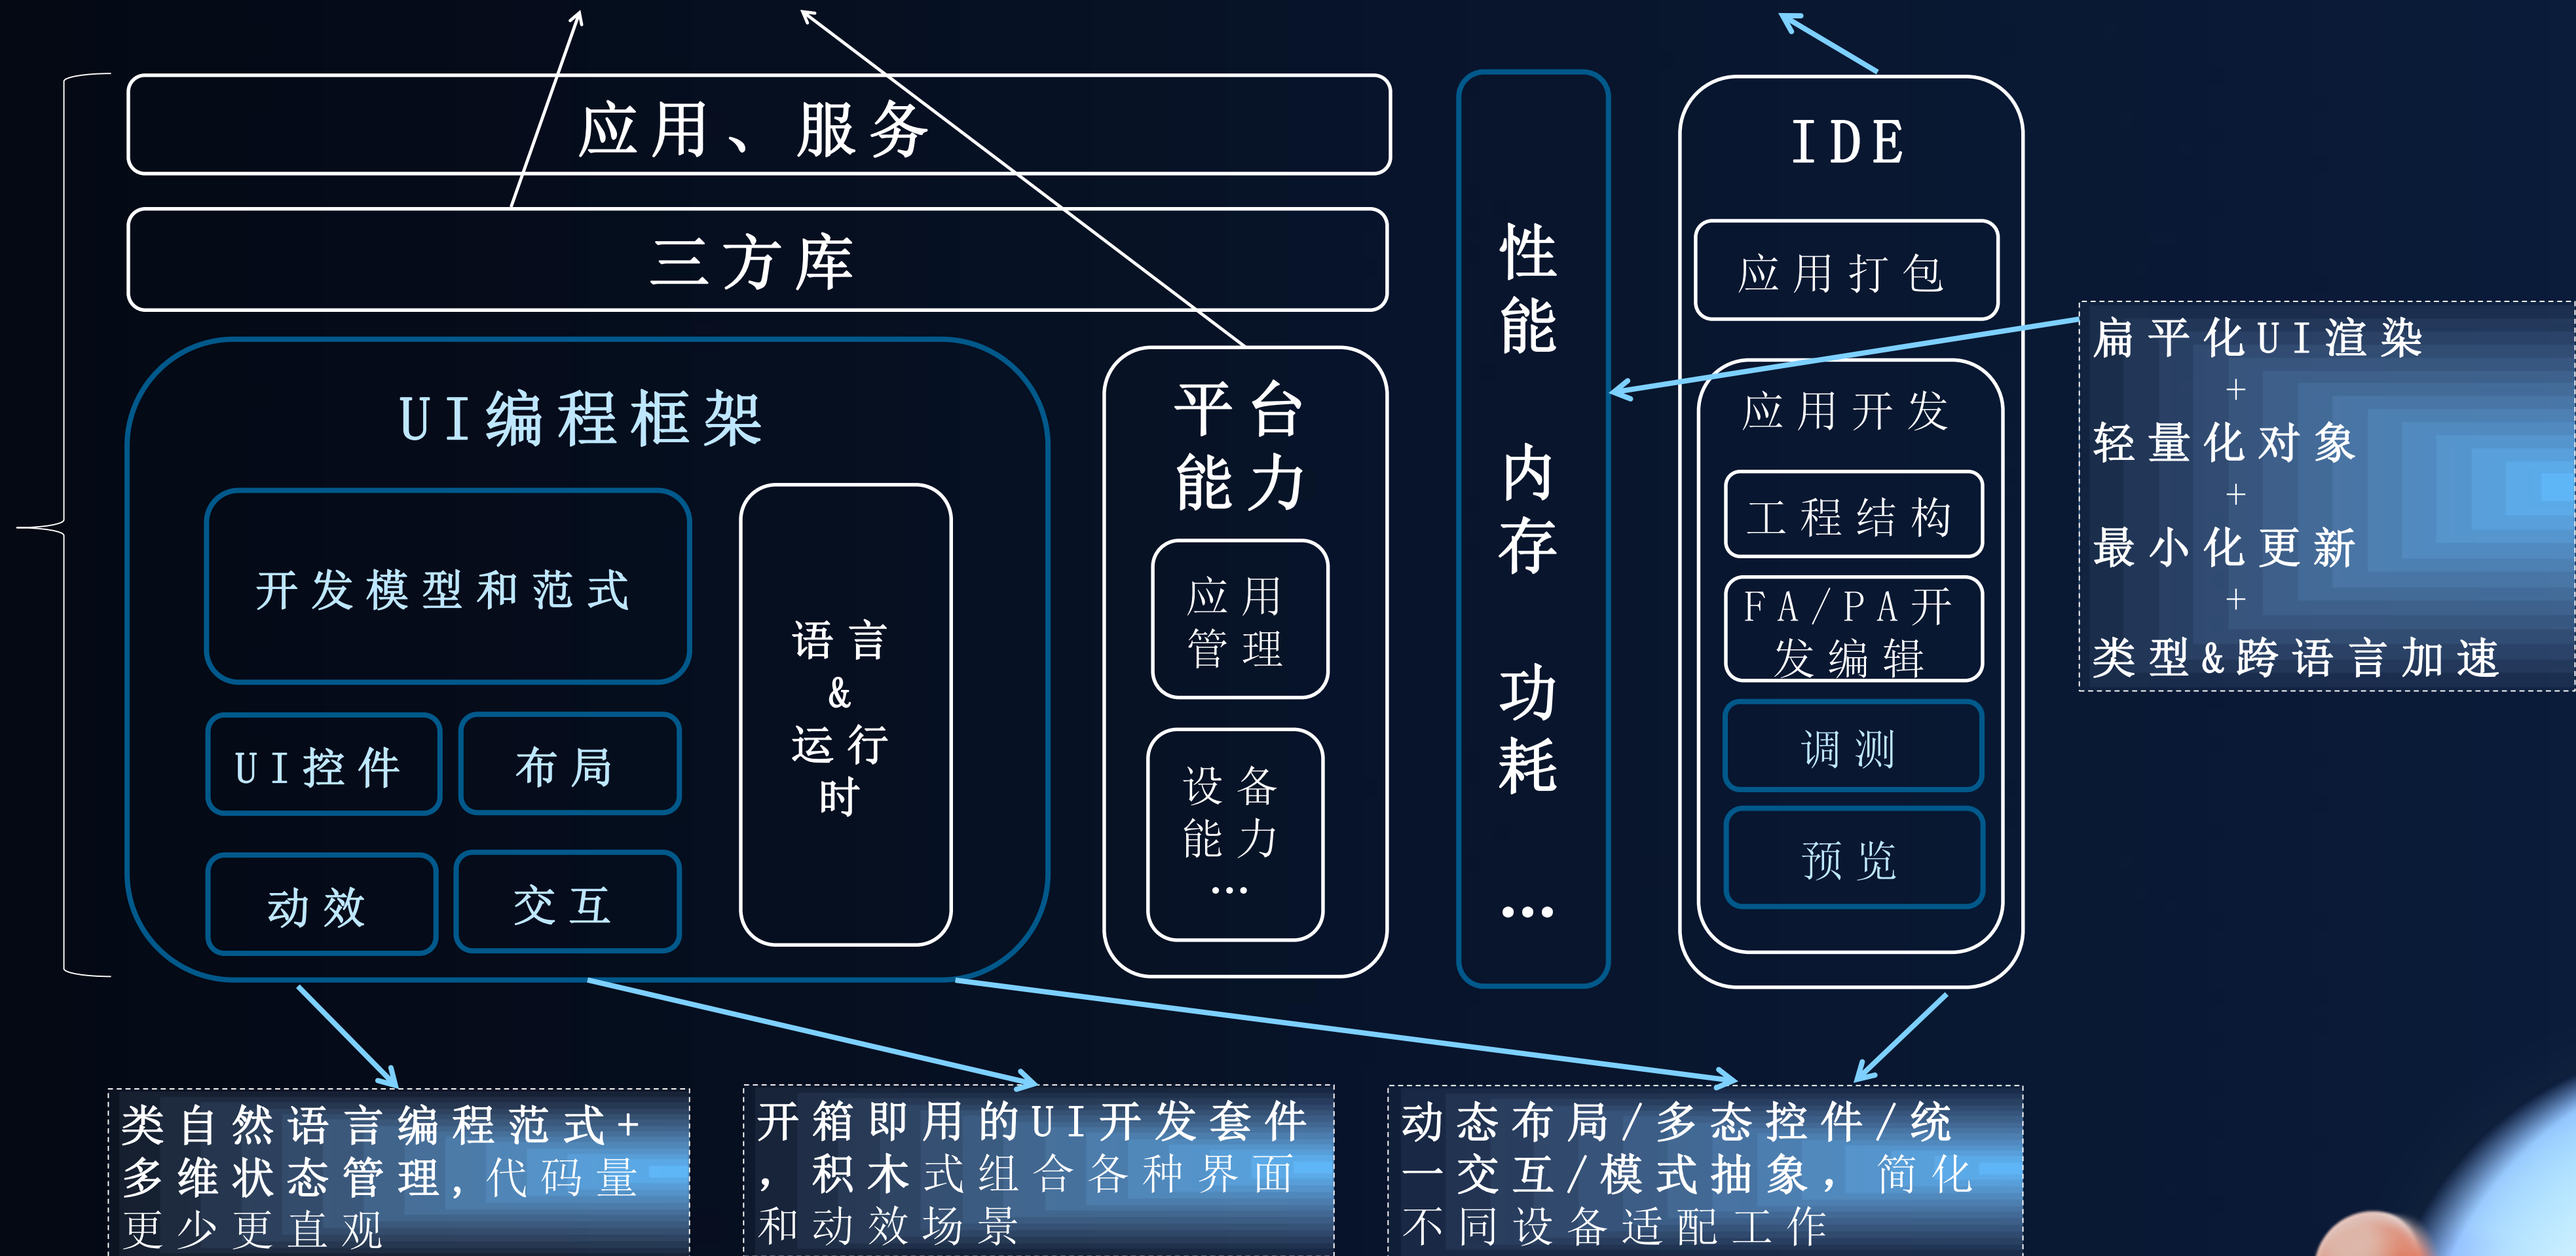 应用、服务
三方库
UI编程框架
开发模型和范式
UI控件
布局
动效
交互
语言
&
运行
时
平台
能力
应用
管理
设备
能力
...
性
能
内
存
功
耗
...
IDE
应用打包
应用开发
工程结构
FA/PA开
发编辑
调测
预览
扁平化UI渲染
+
轻量化对象
+
最小化更新
+
类型&跨语言加速
类自然语言编程范式+
多维状态管理,代码量
更少更直观
开箱即用的UI开发套件
，积木式组合各种界面
和动效场景
动态布局/多态控件/统
一交互/模式抽象，简化
不同设备适配工作